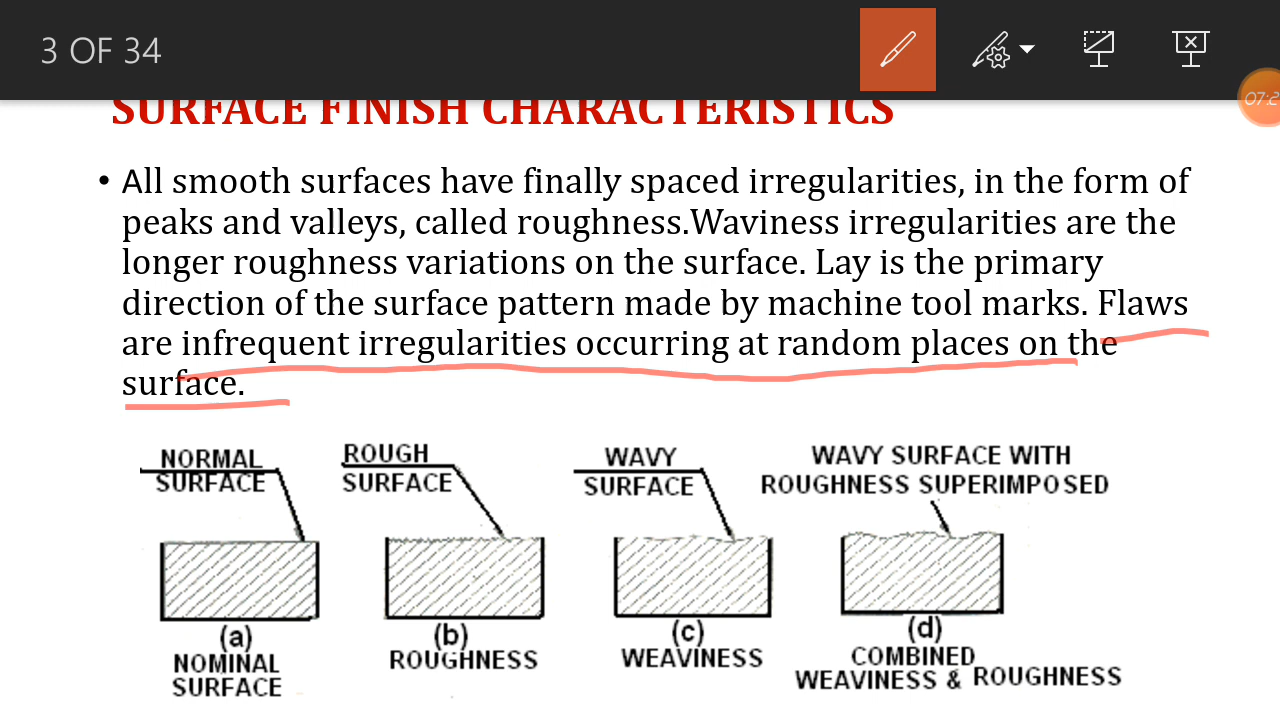 3 OF 34
07:2
SURFACE FINISH CHARACTERISTICS
• All smooth surfaces have finally spaced irregularities, in the form of
peaks and valleys, called roughness.Waviness irregularities are the
longer roughness variations on the surface. Lay is the primary
direction of the surface pattern made by machine tool marks. Flaws
are infrequent irregularities occurring at random places on the
surface.
NORMAL
SURFACE
ROUGH
SURFACE
WAVY
SURFACE
WAVY SURFACE WITH
ROUGHNESS SUPERIMPOSED
(a)
NOMINAL
SURFACE
(b)
ROUGHNESS
(c)
WEAVINESS
(d)
COMBINED
WEAVINESS & ROUGHNESS